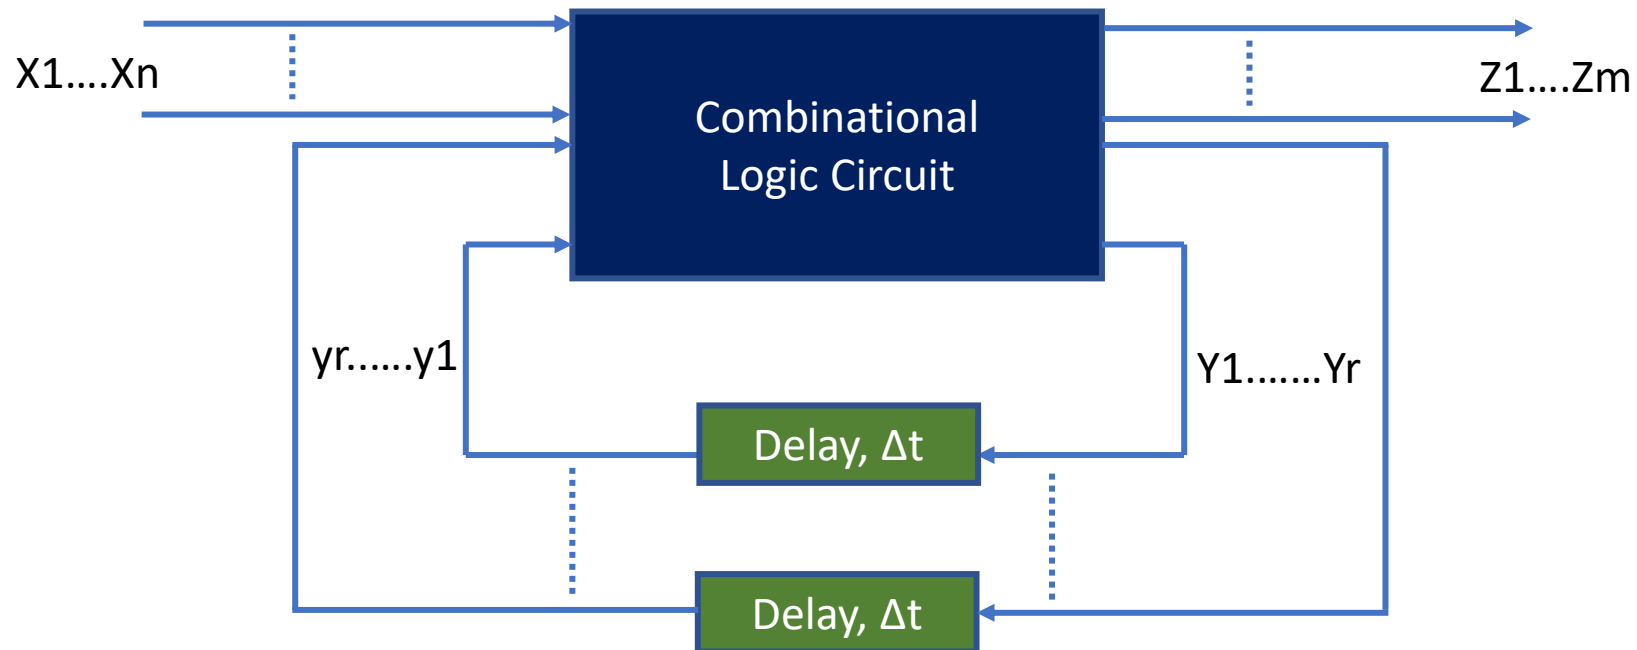 X1....Xn
Combinational
Logic Circuit
Z1....Zm
yr......y1
Y1.......Yr
Delay, Δt
Delay, Δt